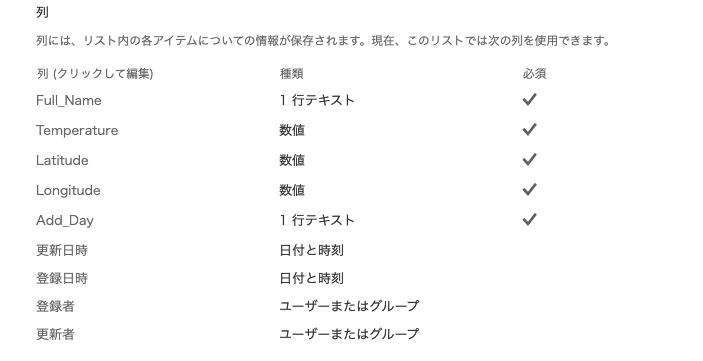 列
列には、リスト内の各アイテムについての情報が保存されます。現在、このリストでは次の列を使用できます。
列 (クリックして編集) 種類 必須
Full_Name 1 行テキスト
Temperature 数値
Latitude 数値
Longitude 数値
Add_Day 1 行テキスト
更新日時 日付と時刻
登録日時 日付と時刻
登録者 ユーザーまたはグループ
更新者 ユーザーまたはグループ